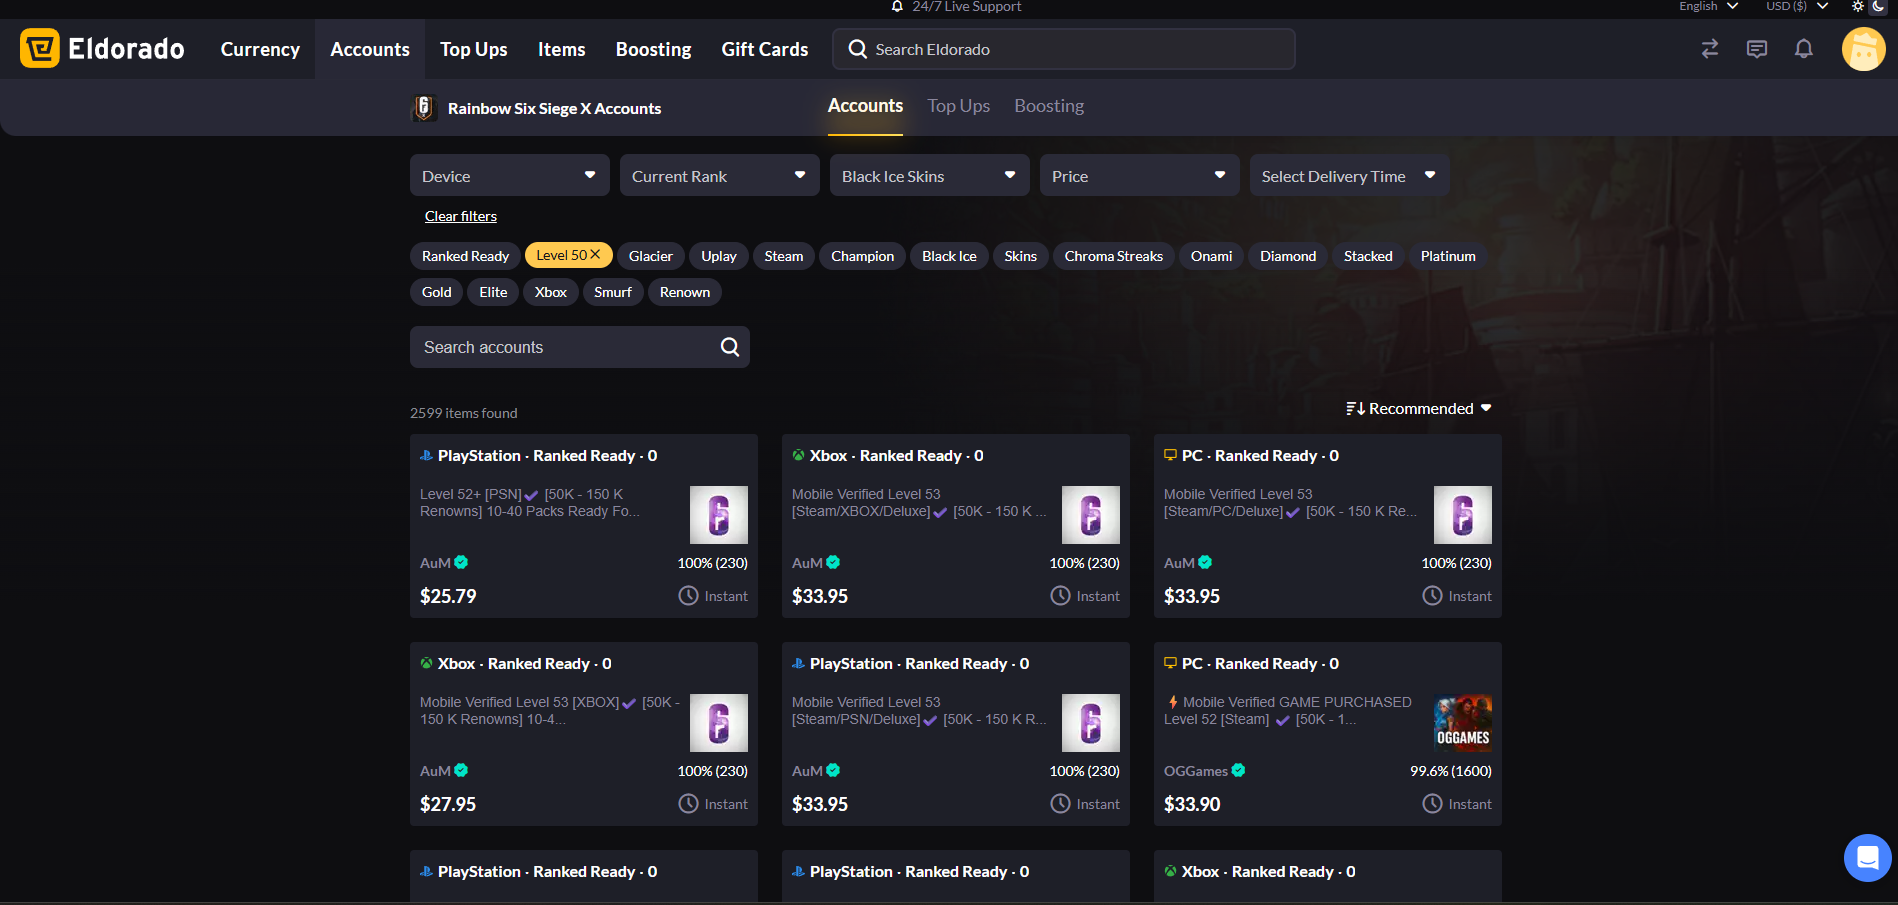 24/7 Live Support
English
USD ($)
Eldorado
Currency
Accounts
Top Ups
Items
Boosting
Gift Cards
Search Eldorado
Rainbow Six Siege X Accounts
Accounts
Top Ups
Boosting
Device
Current Rank
Black Ice Skins
Price
Select Delivery Time
Clear filters
Ranked Ready
Level 50
Glacier
Uplay
Steam
Champion
Black Ice
Skins
Chroma Streaks
Onami
Diamond
Stacked
Platinum
Gold
Elite
Xbox
Smurf
Renown
Search accounts
2599 items found
Recommended
PlayStation · Ranked Ready · 0
Level 52+ [PSN] [50K - 150 K
Renowns] 10-40 Packs Ready Fo...
AuM
100% (230)
$25.79
Instant
Xbox · Ranked Ready · 0
Mobile Verified Level 53
[Steam/XBOX/Deluxe] [50K - 150 K ...
AuM
100% (230)
$33.95
Instant
PC · Ranked Ready · 0
Mobile Verified Level 53
[Steam/PC/Deluxe] [50K - 150 K Re...
AuM
100% (230)
$33.95
Instant
Xbox · Ranked Ready · 0
Mobile Verified Level 53 [XBOX] [50K -
150 K Renowns] 10-4...
AuM
100% (230)
$27.95
Instant
PlayStation · Ranked Ready · 0
Mobile Verified Level 53
[Steam/PSN/Deluxe] [50K - 150 K R...
AuM
100% (230)
$33.95
Instant
PC · Ranked Ready · 0
Mobile Verified GAME PURCHASED
Level 52 [Steam] [50K - 1...
OGGAMES
OGGames
99.6% (1600)
$33.90
Instant
PlayStation · Ranked Ready · 0
PlayStation · Ranked Ready · 0
Xbox · Ranked Ready · 0